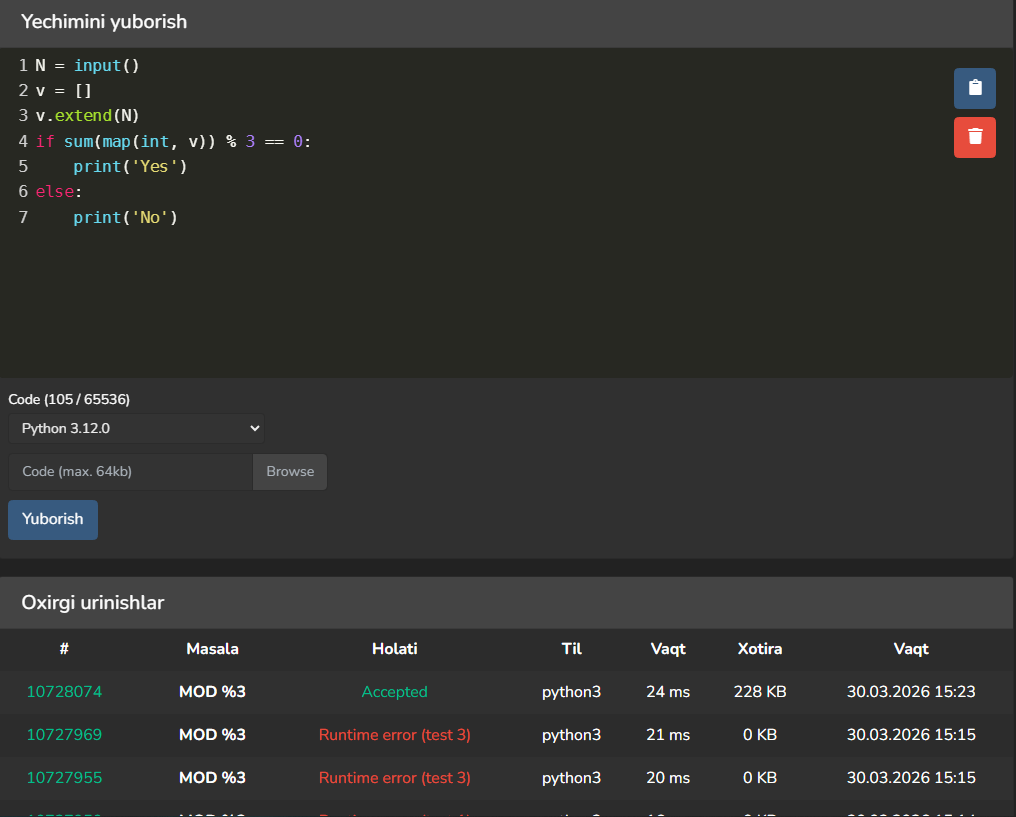 Yechimini yuborish
1 N = input()
2 v = []
3 v.extend(N)
4 if sum(map(int, v)) % 3 == 0:
5     print('Yes')
6 else:
7     print('No')
Code (105 / 65536)
Python 3.12.0
Code (max. 64kb) Browse
Yuborish
Oxirgi urinishlar
# Masala Holati Til Vaqt Xotira Vaqt
10728074 MOD %3 Accepted python3 24 ms 228 KB 30.03.2026 15:23
10727969 MOD %3 Runtime error (test 3) python3 21 ms 0 KB 30.03.2026 15:15
10727955 MOD %3 Runtime error (test 3) python3 20 ms 0 KB 30.03.2026 15:15